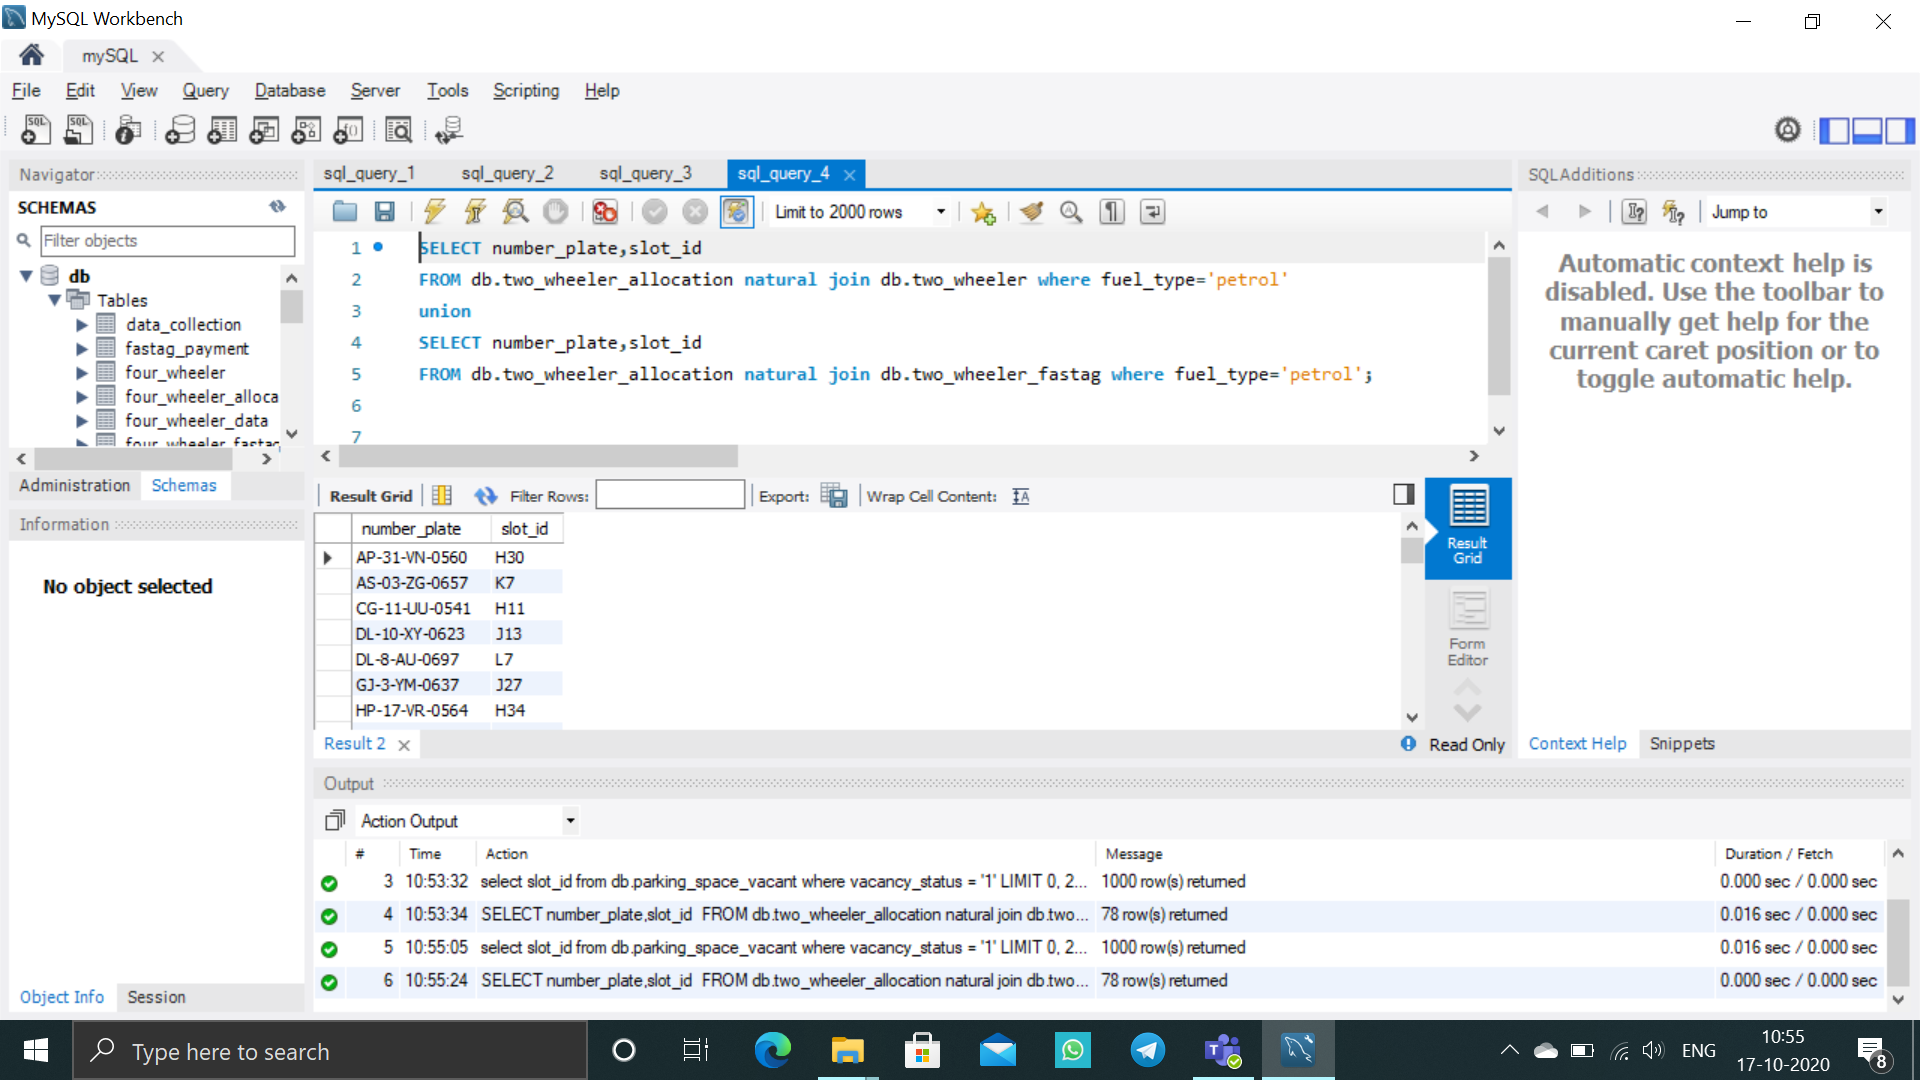 MySQL Workbench
mySQL
File Edit View Query Database Server Tools Scripting Help
Navigator
SCHEMAS
Filter objects
db
Tables
data_collection
fastag_payment
four_wheeler
four_wheeler_alloca
four_wheeler_data
four_wheeler_fastag
Administration Schemas
Information
No object selected
Object Info Session
sql_query_1 sql_query_2 sql_query_3 sql_query_4
Limit to 2000 rows
1 SELECT number_plate,slot_id
2 FROM db.two_wheeler_allocation natural join db.two_wheeler where fuel_type='petrol'
3 union
4 SELECT number_plate,slot_id
5 FROM db.two_wheeler_allocation natural join db.two_wheeler_fastag where fuel_type='petrol';
6
7
Result Grid Filter Rows: Export: Wrap Cell Content:
number_plate slot_id
AP-31-VN-0560 H30
AS-03-ZG-0657 K7
CG-11-UU-0541 H11
DL-10-XY-0623 J13
DL-8-AU-0697 L7
GJ-3-YM-0637 J27
HP-17-VR-0564 H34
Result
Grid
Form
Editor
Result 2
Read Only
SQLAdditions
Jump to
Automatic context help is
disabled. Use the toolbar to
manually get help for the
current caret position or to
toggle automatic help.
Context Help Snippets
Output
Action Output
# Time Action Message Duration / Fetch
3 10:53:32 select slot_id from db.parking_space_vacant where vacancy_status = '1' LIMIT 0, 2... 1000 row(s) returned 0.000 sec / 0.000 sec
4 10:53:34 SELECT number_plate,slot_id FROM db.two_wheeler_allocation natural join db.two... 78 row(s) returned 0.016 sec / 0.000 sec
5 10:55:05 select slot_id from db.parking_space_vacant where vacancy_status = '1' LIMIT 0, 2... 1000 row(s) returned 0.016 sec / 0.000 sec
6 10:55:24 SELECT number_plate,slot_id FROM db.two_wheeler_allocation natural join db.two... 78 row(s) returned 0.000 sec / 0.000 sec
Type here to search
ENG
10:55
17-10-2020
8